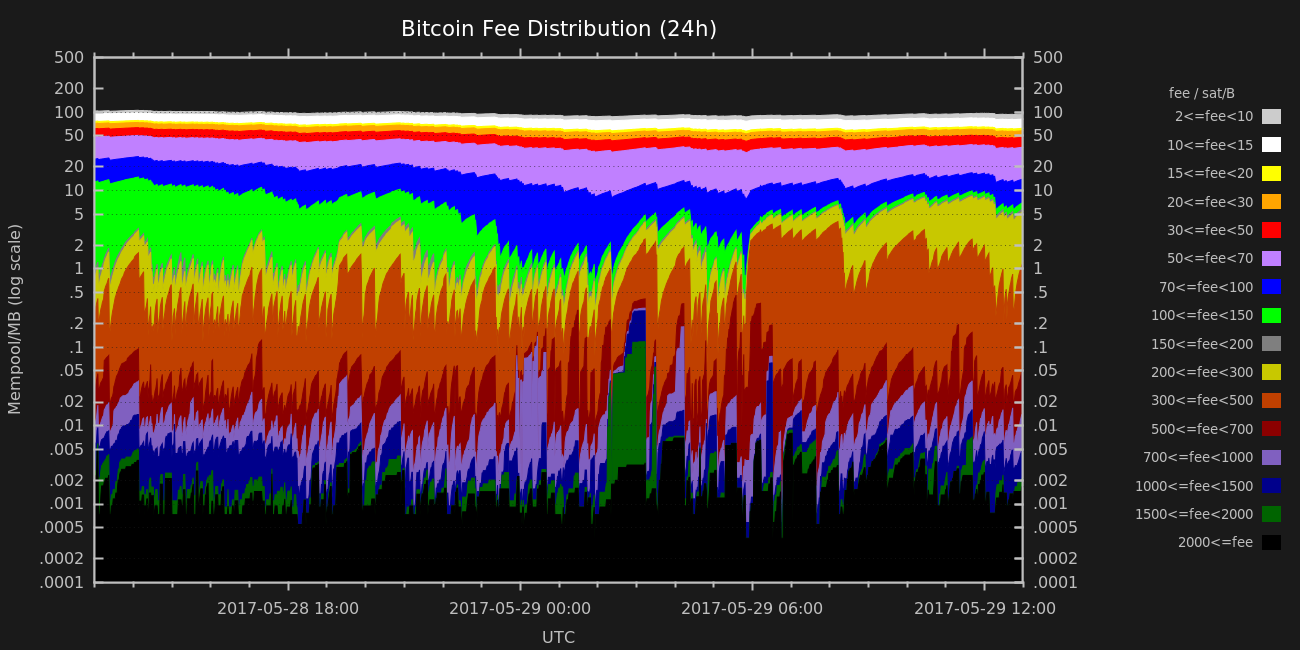 Bitcoin Fee Distribution (24h)
500
200
100
50
20
10
5
2
1
.5
.2
.1
.05
.02
.01
.005
.002
.001
.0005
.0002
.0001
Mempool/MB (log scale)
500
200
100
50
20
10
5
2
1
.5
.2
.1
.05
.02
.01
.005
.002
.001
.0005
.0002
.0001
2017-05-28 18:00
2017-05-29 00:00
2017-05-29 06:00
2017-05-29 12:00
UTC
fee / sat/B
2<=fee<10
10<=fee<15
15<=fee<20
20<=fee<30
30<=fee<50
50<=fee<70
70<=fee<100
100<=fee<150
150<=fee<200
200<=fee<300
300<=fee<500
500<=fee<700
700<=fee<1000
1000<=fee<1500
1500<=fee<2000
2000<=fee